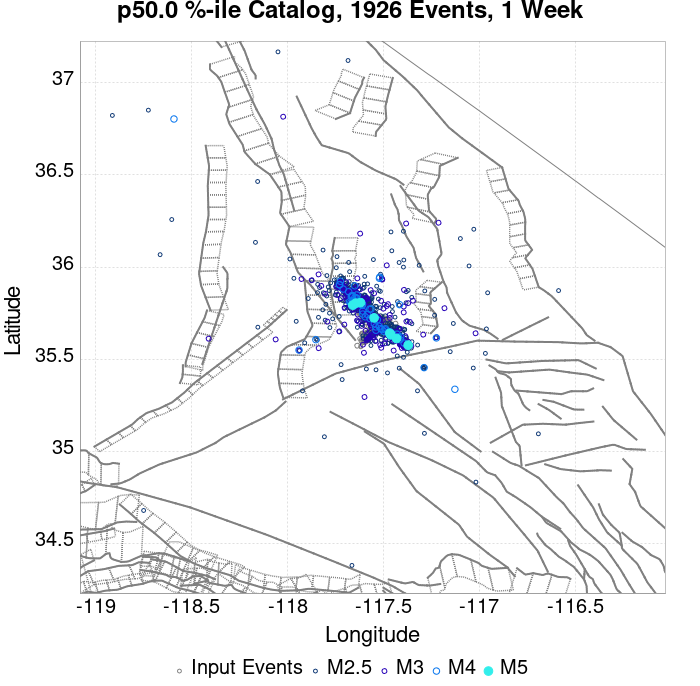 p50.0 %-ile Catalog, 1926 Events, 1 Week
37
36.5
36
35.5
35
34.5
Latitude
-119
-118.5
-118
-117.5
-117
-116.5
Longitude
Input Events
M2.5
M3
M4
M5